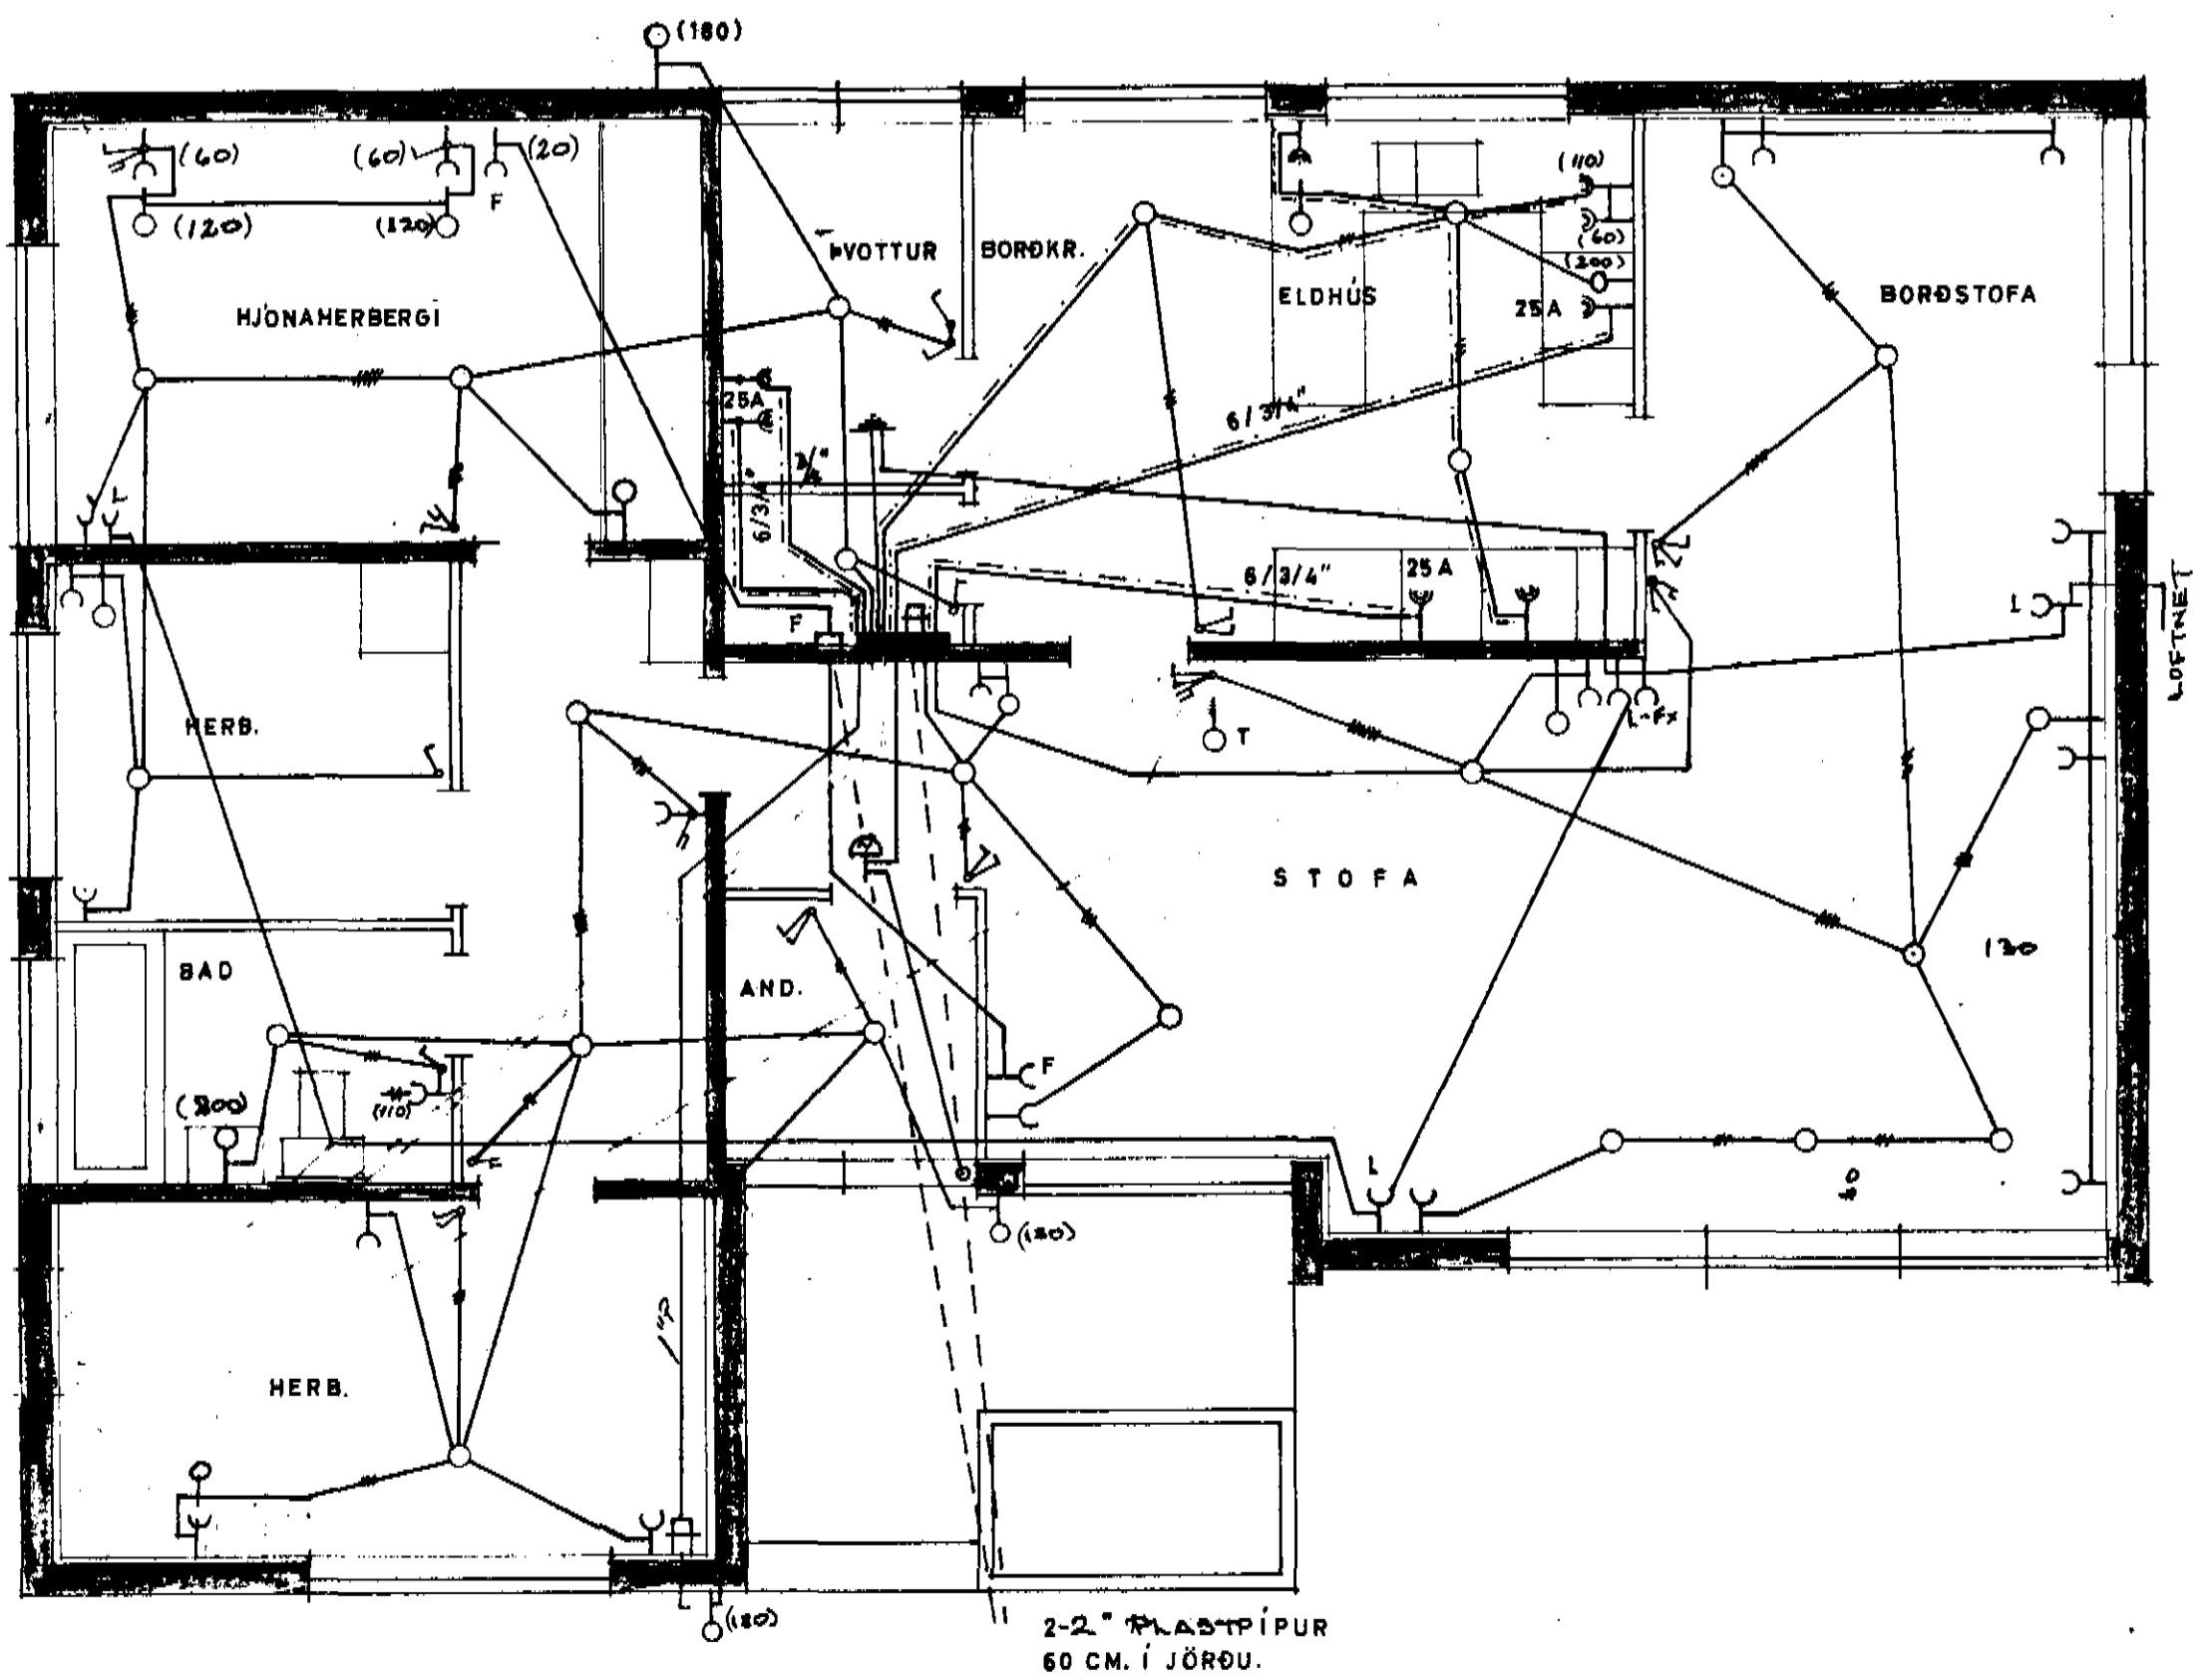 (180)
(60)
(60)
(20)
F
(120)
(120)
HJÓNAHERBERGI
ÞVOTTUR
BORÐKR.
ELDHÚS
(110)
(60)
(200)
25A
BORÐSTOFA
25A
3/4"
6/3/4"
6/3/4"
6/3/4"
25A
L
F
L
LOFTNET
HERB.
T
L-FX
STOFA
BAD
AND.
130
F
(200)
(110)
L
(180)
HERB.
(180)
2-2" PLASTPÍPUR
60 CM. Í JÖRÐU.